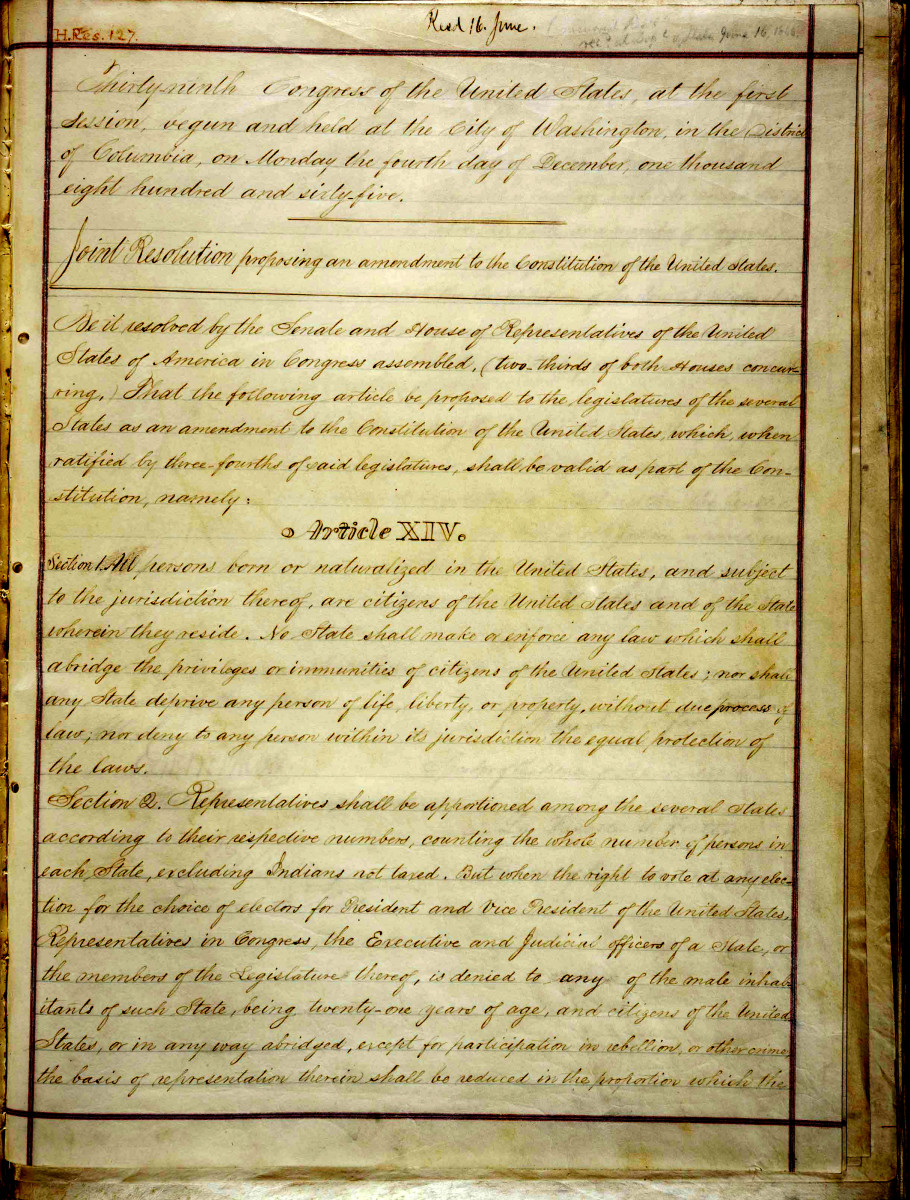 H.Res. 127.
Recd 16. June.
rec'd at Dept of State June 16, 1866
Thirty-ninth Congress of the United States, at the first
Session, begun and held at the City of Washington, in the District
of Columbia, on Monday the fourth day of December, one thousand
eight hundred and sixty-five.
Joint Resolution proposing an amendment to the Constitution of the United States.
Be it resolved by the Senate and House of Representatives of the United
States of America in Congress assembled, (two-thirds of both Houses concur-
ring,) That the following article be proposed to the legislatures of the several
States as an amendment to the Constitution of the United States, which, when
ratified by three-fourths of said legislatures, shall be valid as part of the Con-
stitution, namely:
Article XIV.
Section 1. All persons born or naturalized in the United States, and subject
to the jurisdiction thereof, are citizens of the United States and of the State
wherein they reside. No State shall make or enforce any law which shall
abridge the privileges or immunities of citizens of the United States; nor shall
any State deprive any person of life, liberty, or property, without due process of
law; nor deny to any person within its jurisdiction the equal protection of
the laws.
Section 2. Representatives shall be apportioned among the several States
according to their respective numbers, counting the whole number of persons in
each State, excluding Indians not taxed. But when the right to vote at any elec-
tion for the choice of electors for President and Vice President of the United States,
Representatives in Congress, the Executive and Judicial officers of a State, or
the members of the Legislature thereof, is denied to any of the male inhab-
itants of such State, being twenty-one years of age, and citizens of the United
States, or in any way abridged, except for participation in rebellion, or other crime,
the basis of representation therein shall be reduced in the proportion which the